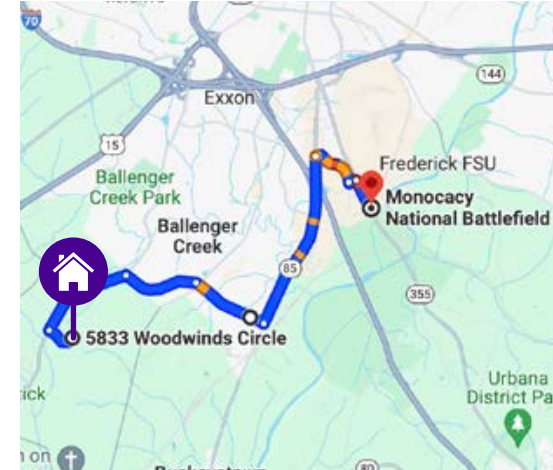 70
144
Exxon
15
Frederick FSU
Ballenger
Creek Park
Monocacy
National Battlefield
Ballenger
Creek
85
355
5833 Woodwinds Circle
Urbana
District Pa
ick
n on
80